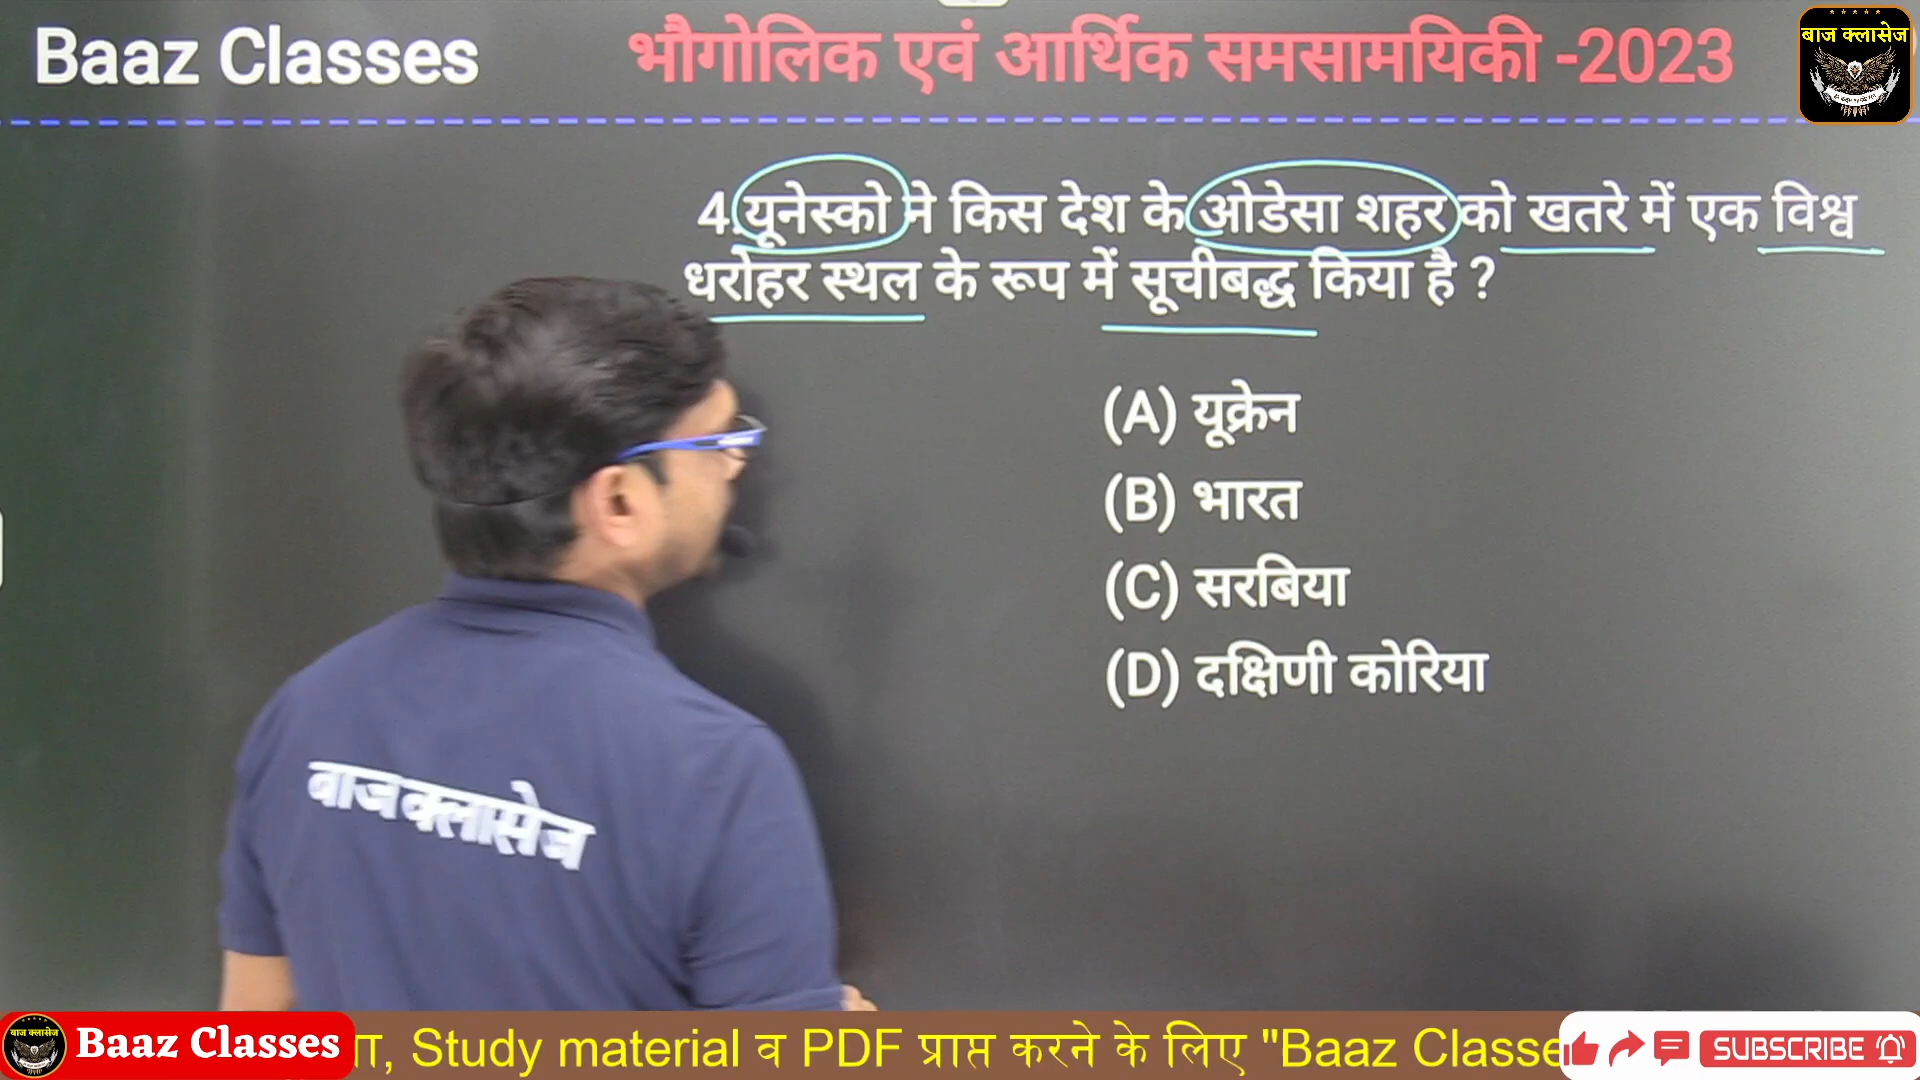 Baaz Classes
भौगोलिक एवं आर्थिक समसामयिकी -2023
बाज क्लासेज
4.यूनेस्को ने किस देश के ओडेसा शहर को खतरे में एक विश्व
धरोहर स्थल के रूप में सूचीबद्ध किया है ?
(A) यूक्रेन
(B) भारत
(C) सरबिया
(D) दक्षिणी कोरिया
बाज क्लासेज
बाज क्लासेज
Baaz Classes
, Study material व PDF प्राप्त करने के लिए "Baaz Classe
SUBSCRIBE